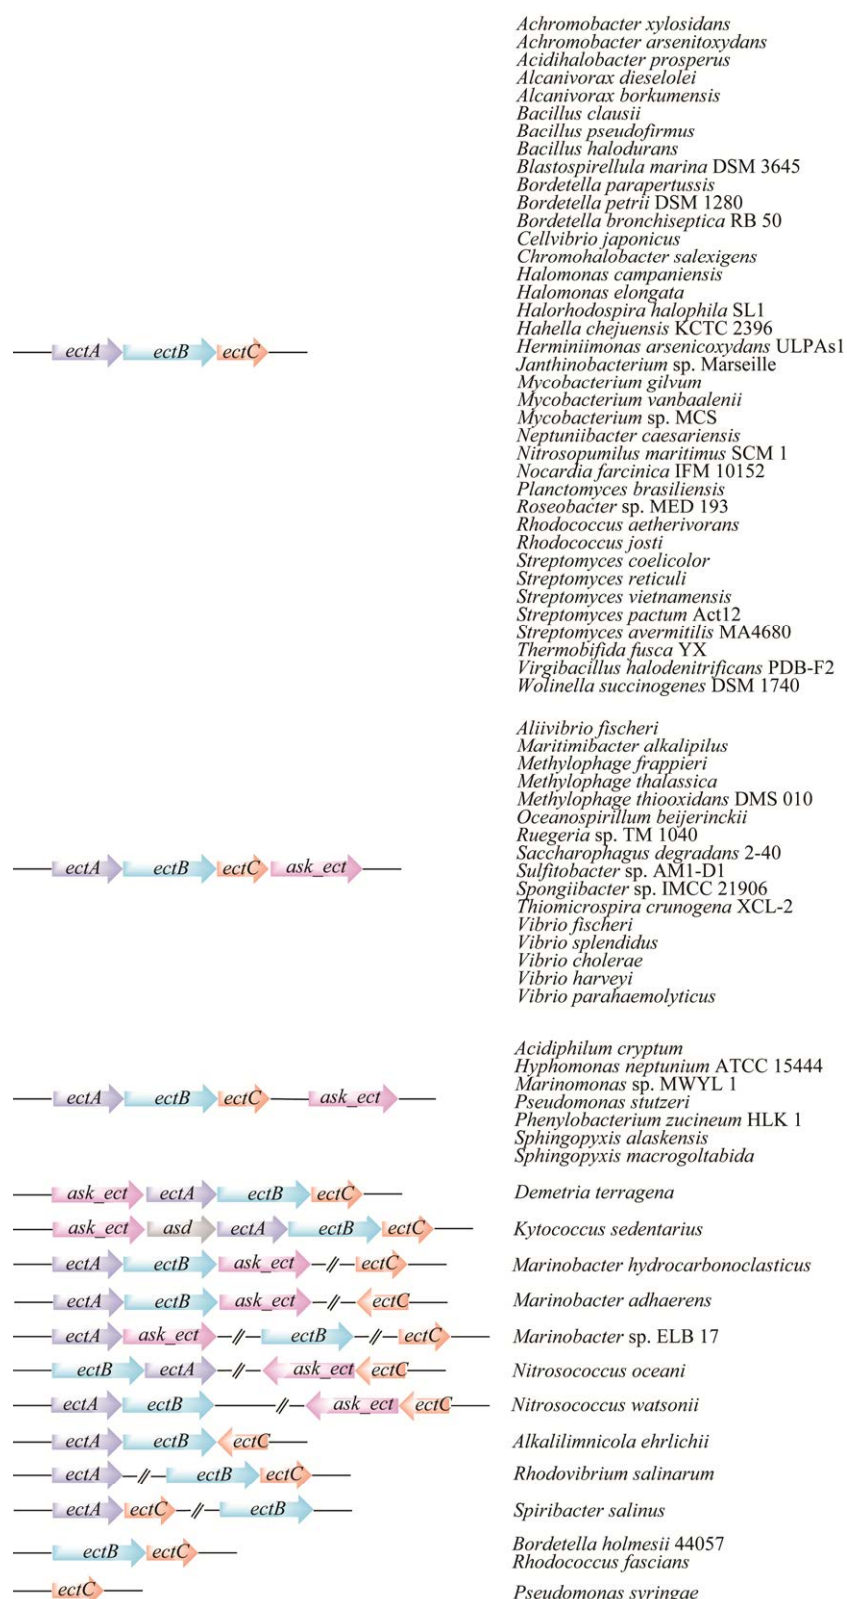 Achromobacter xylosidans
Achromobacter arsenitoxydans
Acidihalobacter prosperus
Alcanivorax dieselolei
Alcanivorax borkumensis
Bacillus clausii
Bacillus pseudofirmus
Bacillus halodurans
Blastospirellula marina DSM 3645
Bordetella parapertussis
Bordetella petrii DSM 1280
Bordetella bronchiseptica RB 50
Cellvibrio japonicus
Chromohalobacter salexigens
Halomonas campaniensis
Halomonas elongata
Halorhodospira halophila SL1
Hahella chejuensis KCTC 2396
ectA ectB ectC Herminiimonas arsenicoxydans ULPAs1
Janthinobacterium sp. Marseille
Mycobacterium gilvum
Mycobacterium vanbaalenii
Mycobacterium sp. MCS
Neptuniibacter caesariensis
Nitrosopumilus maritimus SCM 1
Nocardia farcinica IFM 10152
Planctomyces brasiliensis
Roseobacter sp. MED 193
Rhodococcus aetherivorans
Rhodococcus josti
Streptomyces coelicolor
Streptomyces reticuli
Streptomyces vietnamensis
Streptomyces pactum Act12
Streptomyces avermitilis MA4680
Thermobifida fusca YX
Virgibacillus halodenitrificans PDB-F2
Wolinella succinogenes DSM 1740
Aliivibrio fischeri
Maritimibacter alkalipilus
Methylophage frappieri
Methylophage thalassica
Methylophage thiooxidans DMS 010
Oceanospirillum beijerinckii
Ruegeria sp. TM 1040
Saccharophagus degradans 2-40
ectA ectB ectC ask_ect Sulfitobacter sp. AM1-D1
Spongiibacter sp. IMCC 21906
Thiomicrospira crunogena XCL-2
Vibrio fischeri
Vibrio splendidus
Vibrio cholerae
Vibrio harveyi
Vibrio parahaemolyticus
Acidiphilum cryptum
Hyphomonas neptunium ATCC 15444
Marinomonas sp. MWYL 1
ectA ectB ectC ask_ect Pseudomonas stutzeri
Phenylobacterium zucineum HLK 1
Sphingopyxis alaskensis
Sphingopyxis macrogoltabida
ask_ect ectA ectB ectC Demetria terragena
ask_ect asd ectA ectB ectC Kytococcus sedentarius
ectA ectB ask_ect // ectC Marinobacter hydrocarbonoclasticus
ectA ectB ask_ect // ectC Marinobacter adhaerens
ectA ask_ect // ectB // ectC Marinobacter sp. ELB 17
ectB ectA // ask_ect ectC Nitrosococcus oceani
ectA ectB // ask_ect ectC Nitrosococcus watsonii
ectA ectB ectC Alkalilimnicola ehrlichii
ectA // ectB ectC Rhodovibrium salinarum
ectA ectC // ectB Spiribacter salinus
ectB ectC Bordetella holmesii 44057
Rhodococcus fascians
ectC Pseudomonas syringae